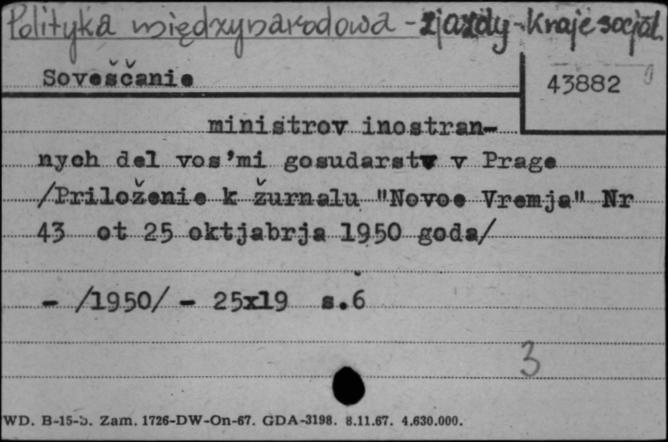 Polityka międzynarodowa - zjazdy - Kraje socjal.
Soveščanie
43882
ministrov inostran-
nych del vos'mi gosudarstv v Prage
/Priloženie k žurnalu "Novoe Vremja" Nr
43 ot 25 oktjabrja 1950 goda/
- /1950/ - 25x19 s.6
3
WD. B-15-b. Zam. 1726-DW-On-67. GDA-3198. 8.11.67. 4.630.000.